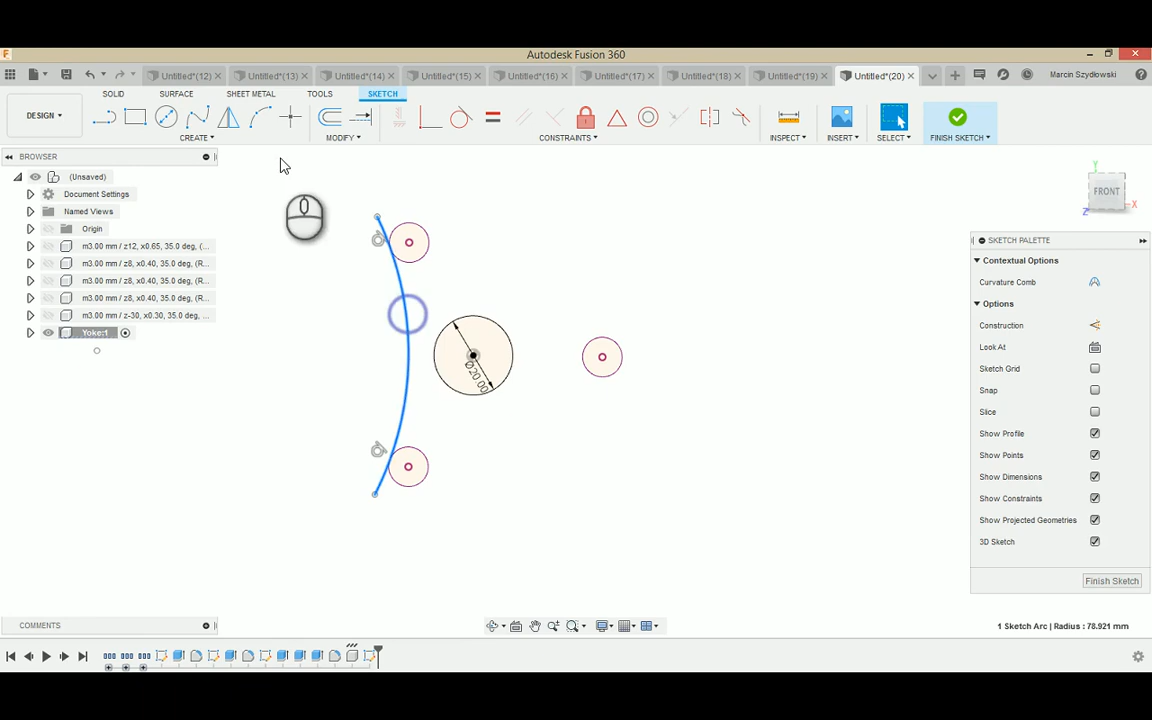 Autodesk Fusion 360
Untitled*(12) Untitled*(13) Untitled*(14) Untitled*(15) Untitled*(16) Untitled*(17) Untitled*(18) Untitled*(19) Untitled*(20) Marcin Szydłowski
SOLID SURFACE SHEET METAL TOOLS SKETCH
DESIGN
CREATE MODIFY CONSTRAINTS INSPECT INSERT SELECT FINISH SKETCH
BROWSER
(Unsaved)
Document Settings
Named Views
Origin
m3.00 mm / z12, x0.65, 35.0 deg, (...
m3.00 mm / z8, x0.40, 35.0 deg, (R...
m3.00 mm / z8, x0.40, 35.0 deg, (R...
m3.00 mm / z8, x0.40, 35.0 deg, (R...
m3.00 mm / z-30, x0.30, 35.0 deg, ...
Yoke:1
Ø20.00
Y
FRONT
Z
X
SKETCH PALETTE
Contextual Options
Curvature Comb
Options
Construction
Look At
Sketch Grid
Snap
Slice
Show Profile
Show Points
Show Dimensions
Show Constraints
Show Projected Geometries
3D Sketch
Finish Sketch
COMMENTS
1 Sketch Arc | Radius : 78.921 mm